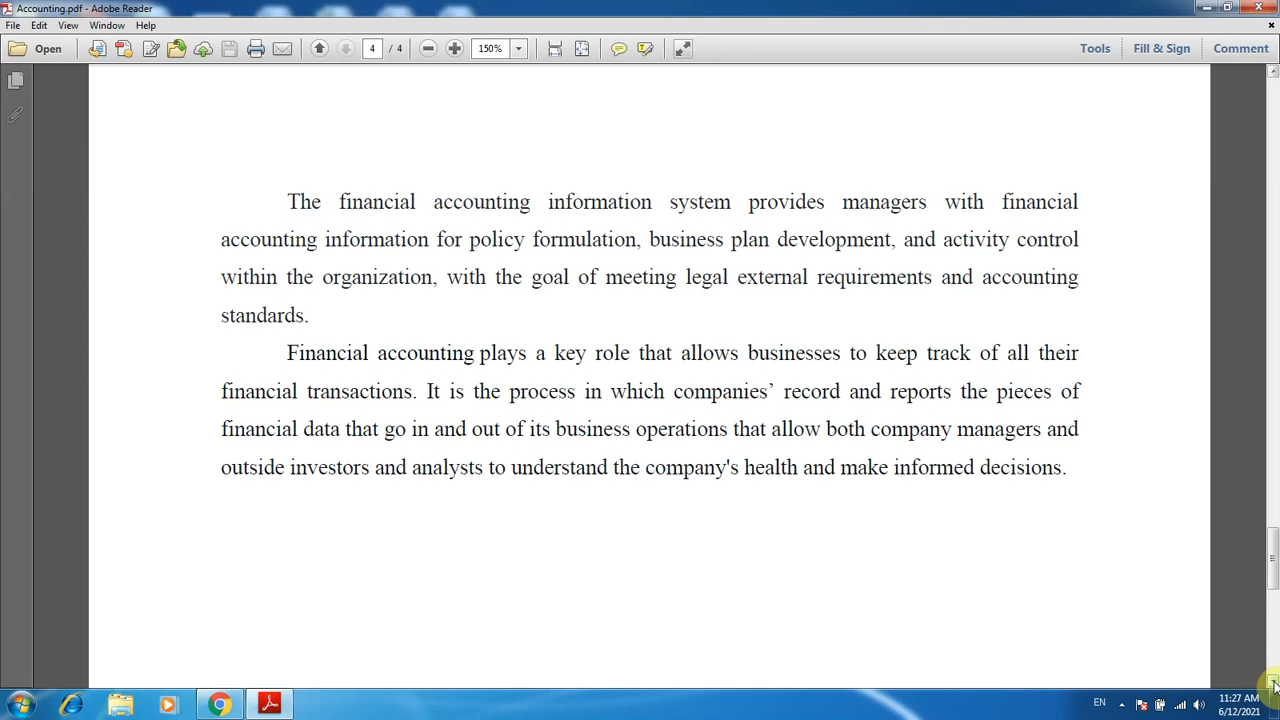 Accounting.pdf - Adobe Reader
File Edit View Window Help
Open 4 / 4 150% Tools Fill & Sign Comment
The financial accounting information system provides managers with financial
accounting information for policy formulation, business plan development, and activity control
within the organization, with the goal of meeting legal external requirements and accounting
standards.
Financial accounting plays a key role that allows businesses to keep track of all their
financial transactions. It is the process in which companies’ record and reports the pieces of
financial data that go in and out of its business operations that allow both company managers and
outside investors and analysts to understand the company's health and make informed decisions.
EN 11:27 AM
6/12/2021